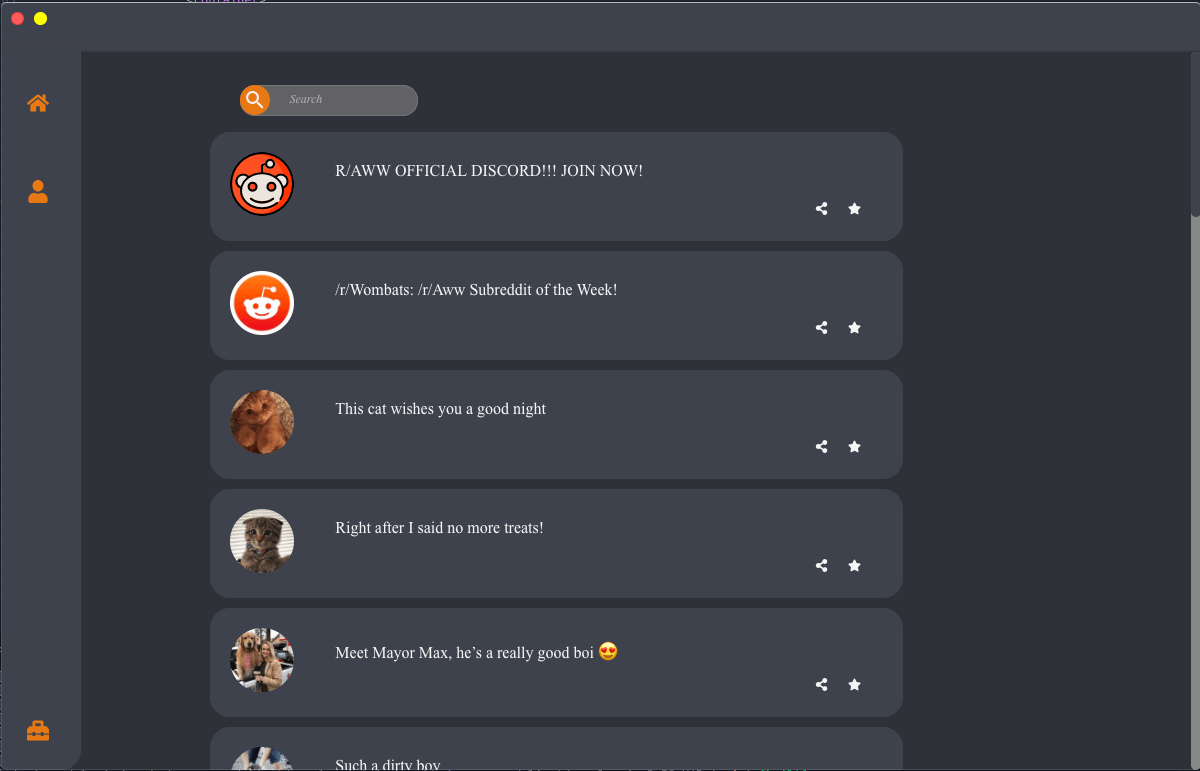 Search
R/AWW OFFICIAL DISCORD!!! JOIN NOW!
/r/Wombats: /r/Aww Subreddit of the Week!
This cat wishes you a good night
Right after I said no more treats!
Meet Mayor Max, he’s a really good boi 😍
Such a dirty boy